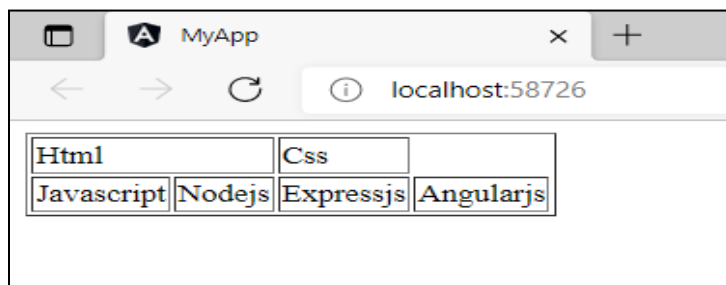 MyApp
localhost:58726
Html Css
Javascript Nodejs Expressjs Angularjs